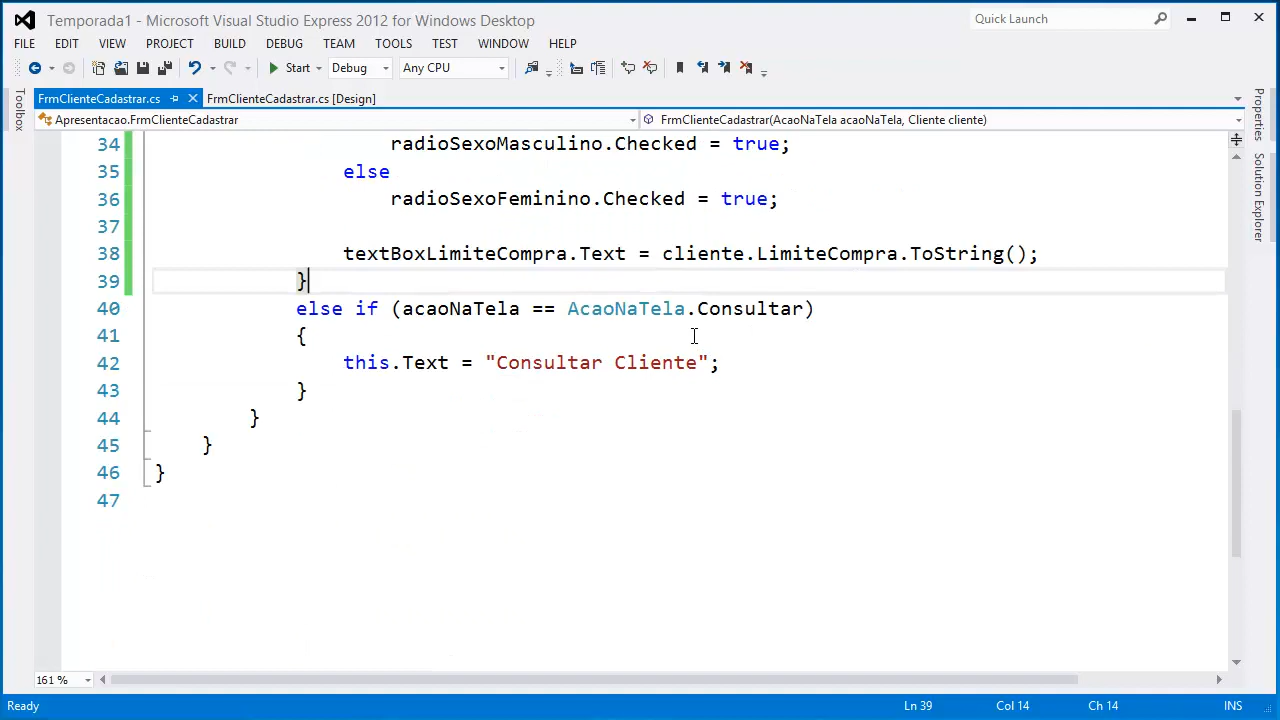 Temporada1 - Microsoft Visual Studio Express 2012 for Windows Desktop
Quick Launch
FILE EDIT VIEW PROJECT BUILD DEBUG TEAM TOOLS TEST WINDOW HELP
Start Debug Any CPU
Toolbox
FrmClienteCadastrar.cs FrmClienteCadastrar.cs [Design]
Apresentacao.FrmClienteCadastrar FrmClienteCadastrar(AcaoNaTela acaoNaTela, Cliente cliente)
Properties
Solution Explorer
34 radioSexoMasculino.Checked = true;
35 else
36 radioSexoFeminino.Checked = true;
37
38 textBoxLimiteCompra.Text = cliente.LimiteCompra.ToString();
39 }
40 else if (acaoNaTela == AcaoNaTela.Consultar)
41 {
42 this.Text = "Consultar Cliente";
43 }
44 }
45 }
46 }
47
161 %
Ready Ln 39 Col 14 Ch 14 INS